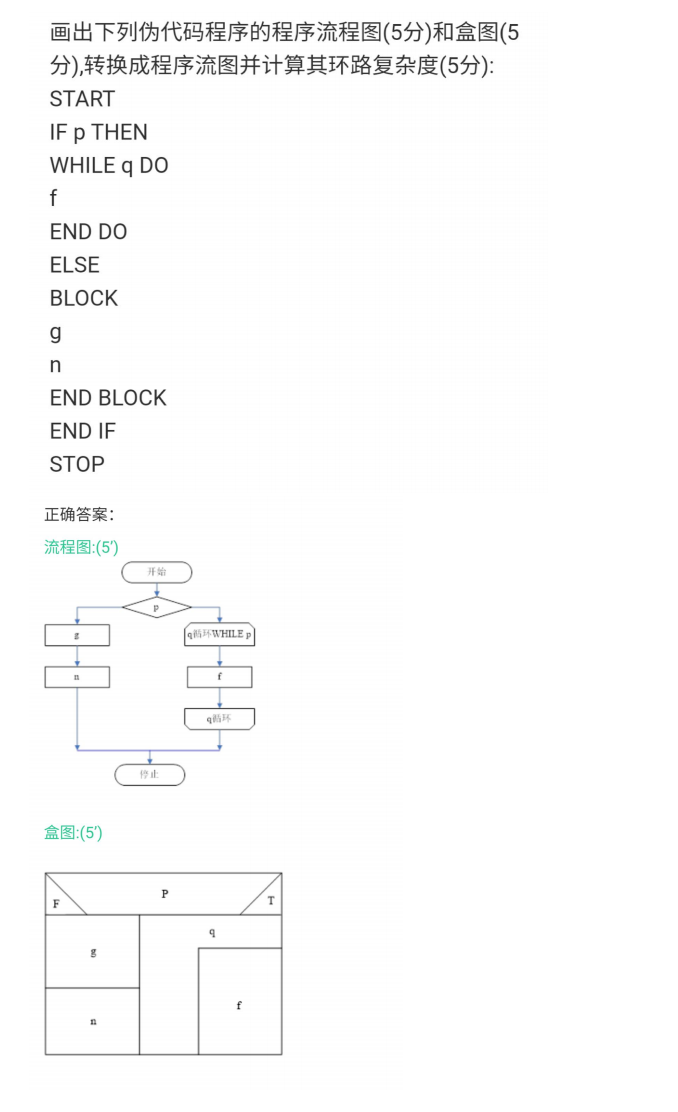 画出下列伪代码程序的程序流程图(5分)和盒图(5
分),转换成程序流图并计算其环路复杂度(5分):
START
IF p THEN
WHILE q DO
f
END DO
ELSE
BLOCK
g
n
END BLOCK
END IF
STOP
正确答案：
流程图:(5’)
开始
p
g
q循环WHILE p
n
f
q循环
停止
盒图:(5’)
F
P
T
q
g
f
n